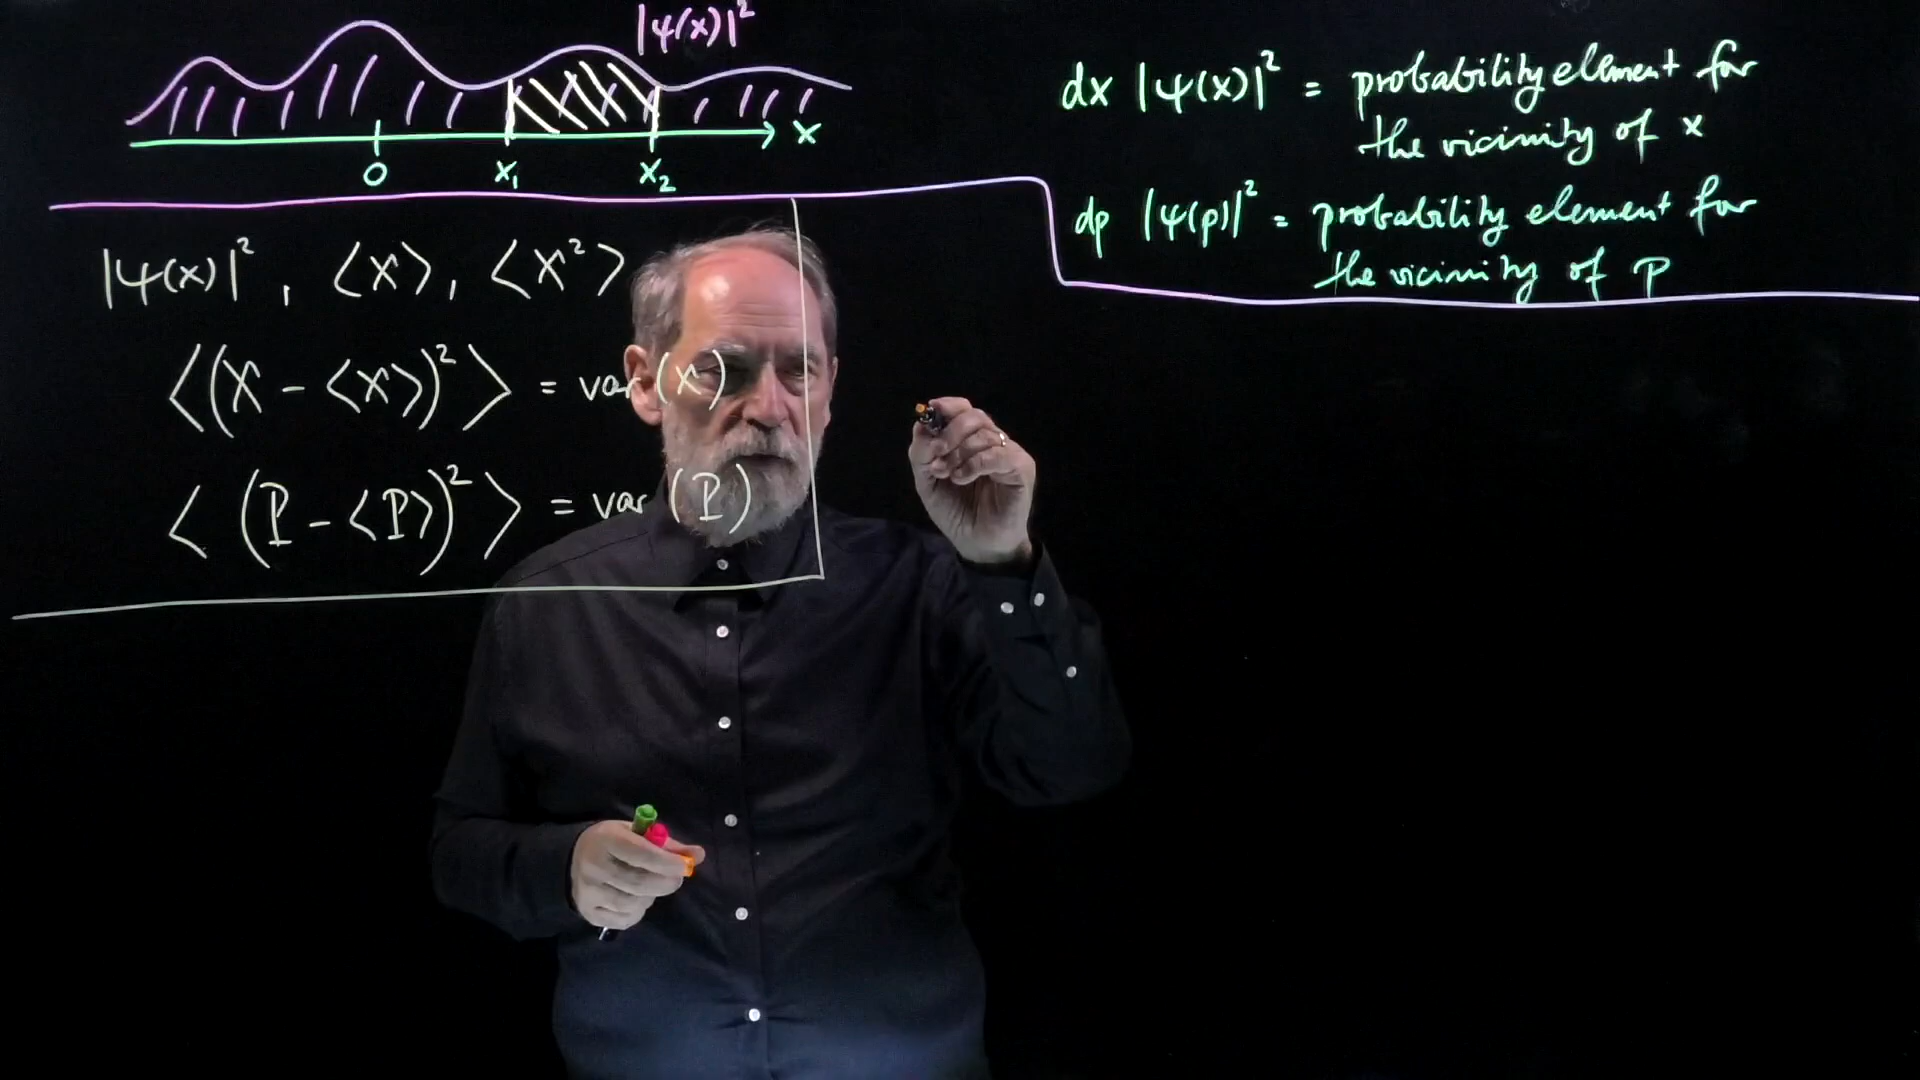 |ψ(x)|²
x
0 x₁ x₂
dx |ψ(x)|² = probability element for
the vicinity of x
dp |ψ(p)|² = probability element for
the vicinity of p
|ψ(x)|² , ⟨X⟩, ⟨X²⟩
⟨(X - ⟨X⟩)²⟩ = var(X)
⟨(P - ⟨P⟩)²⟩ = var(P)